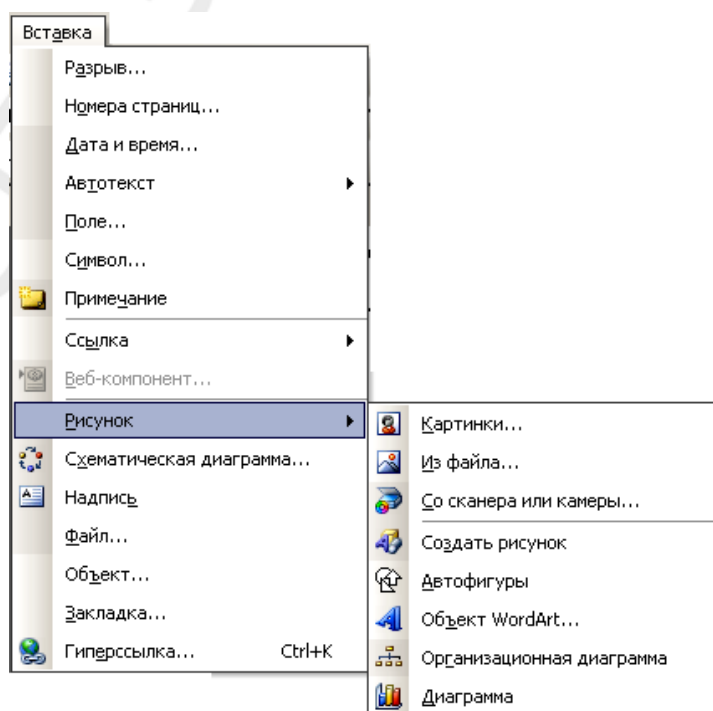 Вставка
Разрыв...
Номера страниц...
Дата и время...
Автотекст
Поле...
Символ...
Примечание
Ссылка
Веб-компонент...
Рисунок
Схематическая диаграмма...
Надпись
Файл...
Объект...
Закладка...
Гиперссылка... Ctrl+K
Картинки...
Из файла...
Со сканера или камеры...
Создать рисунок
Автофигуры
Объект WordArt...
Организационная диаграмма
Диаграмма